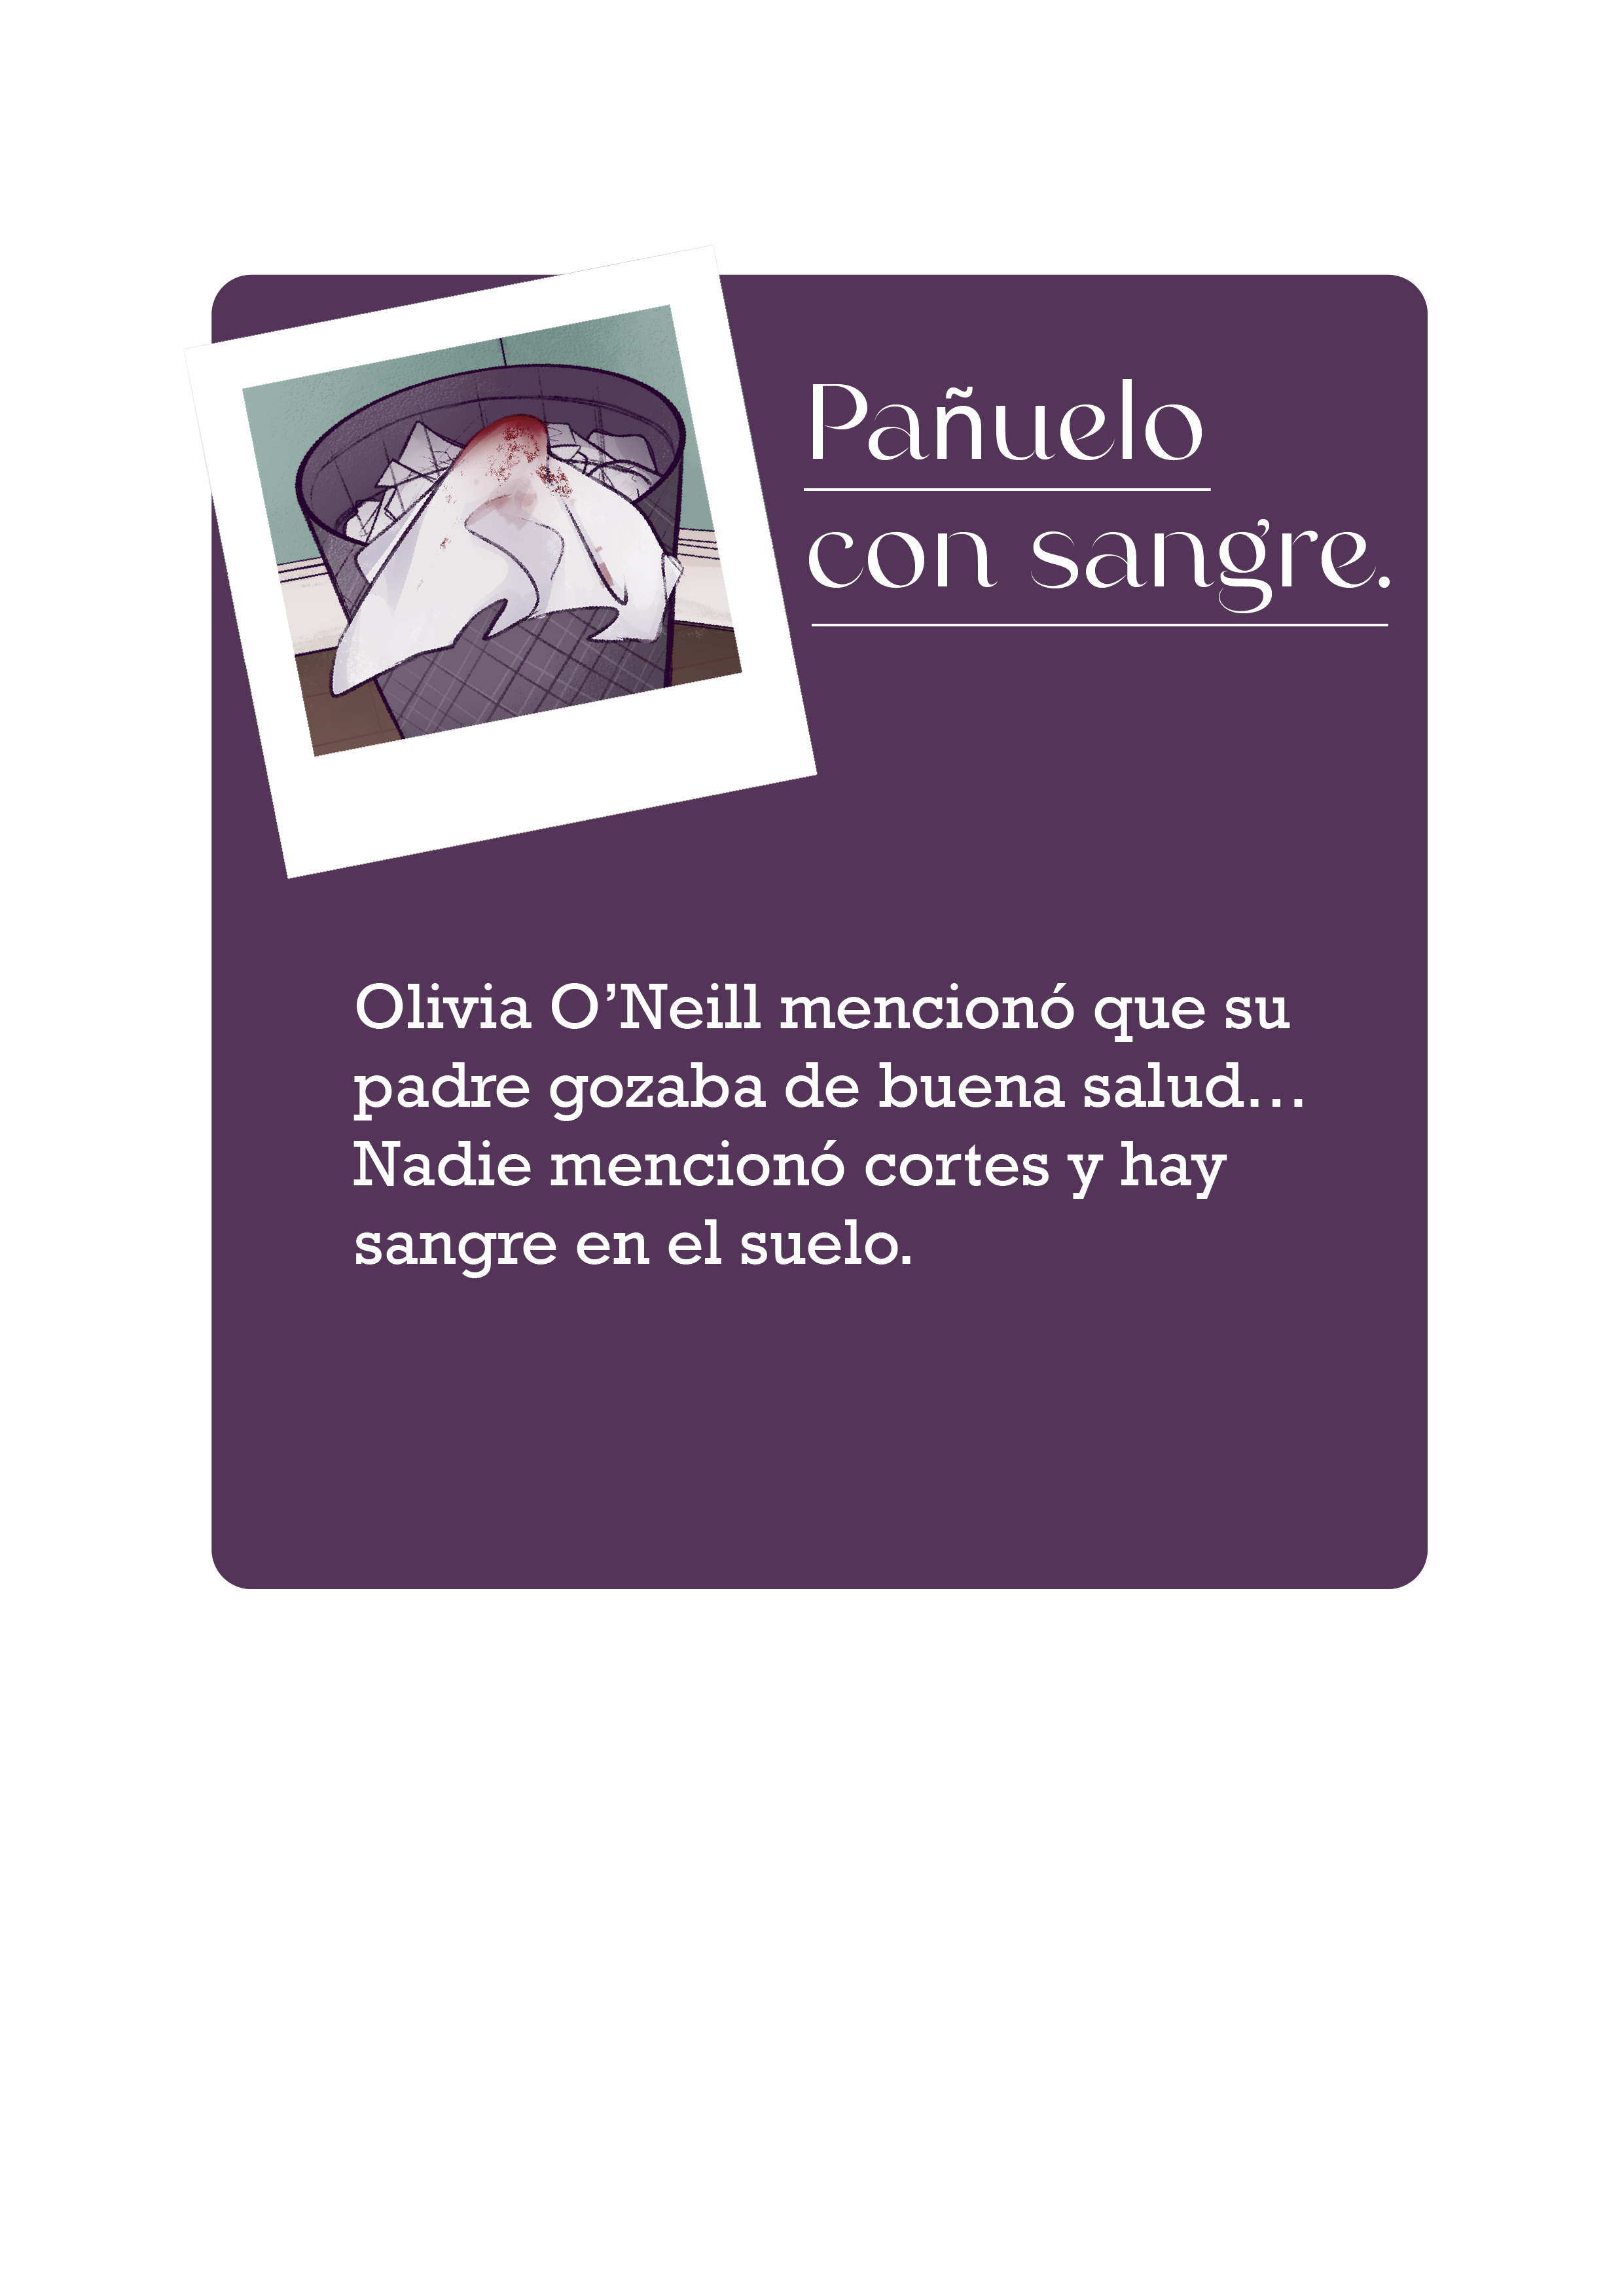 Pañuelo
con sangre.
Olivia O’Neill mencionó que su
padre gozaba de buena salud...
Nadie mencionó cortes y hay
sangre en el suelo.